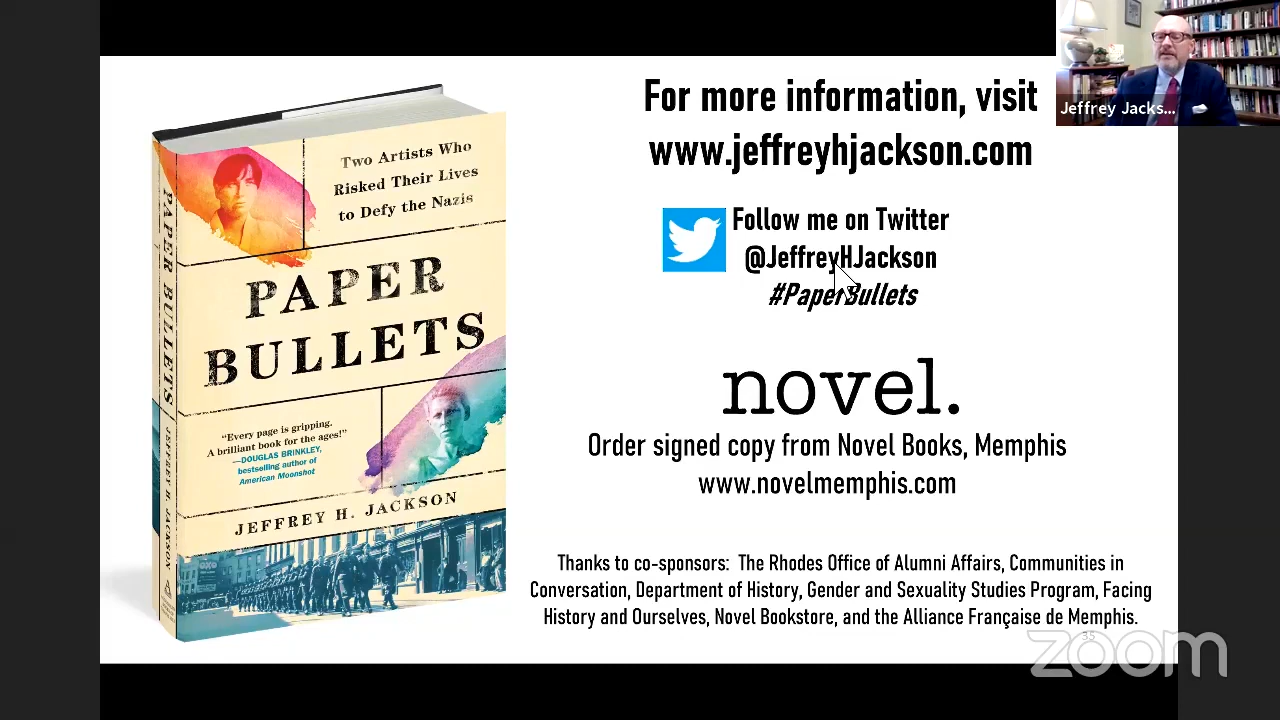 For more information, visit
www.jeffreyhjackson.com
Jeffrey Jacks...
Follow me on Twitter
@JeffreyHJackson
#PaperBullets
novel.
Order signed copy from Novel Books, Memphis
www.novelmemphis.com
Thanks to co-sponsors: The Rhodes Office of Alumni Affairs, Communities in
Conversation, Department of History, Gender and Sexuality Studies Program, Facing
History and Ourselves, Novel Bookstore, and the Alliance Française de Memphis.
35
zoom
Two Artists Who
Risked Their Lives
to Defy the Nazis
PAPER
BULLETS
"Every page is gripping.
A brilliant book for the ages!"
—DOUGLAS BRINKLEY,
bestselling author of
American Moonshot
JEFFREY H. JACKSON
PAPER BULLETS
JEFFREY H. JACKSON